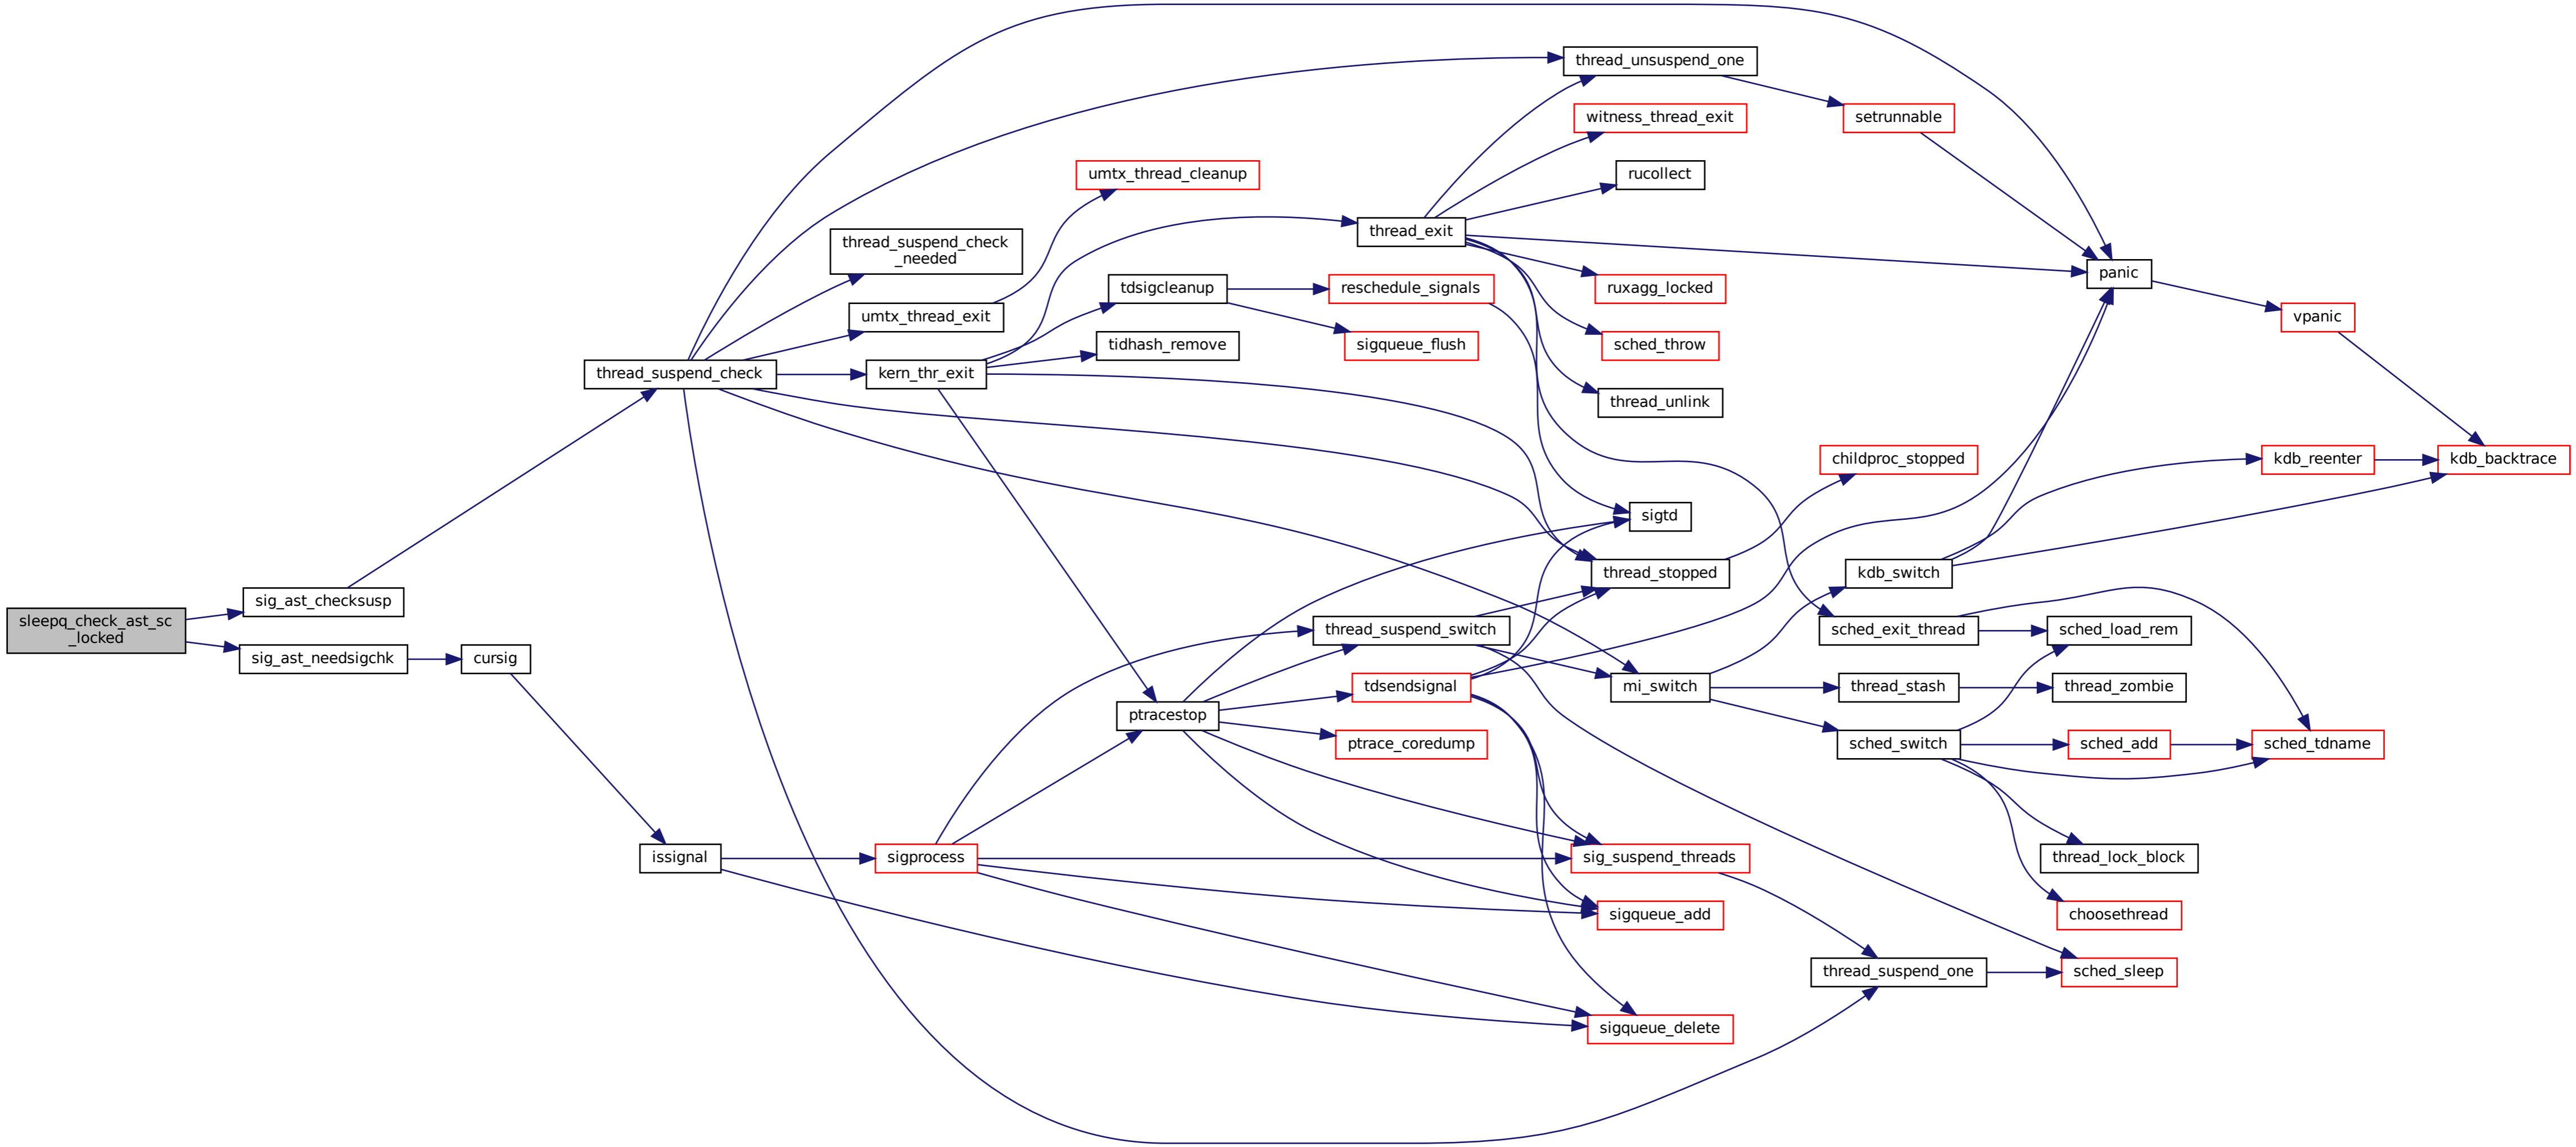 sleepq_check_ast_sc
_locked
sig_ast_checksusp
sig_ast_needsigchk
cursig
thread_suspend_check
issignal
thread_suspend_check
_needed
umtx_thread_exit
kern_thr_exit
sigprocess
umtx_thread_cleanup
tdsigcleanup
tidhash_remove
ptracestop
thread_exit
reschedule_signals
sigqueue_flush
thread_suspend_switch
tdsendsignal
ptrace_coredump
thread_unsuspend_one
witness_thread_exit
rucollect
ruxagg_locked
sched_throw
thread_unlink
sigtd
thread_stopped
mi_switch
sig_suspend_threads
sigqueue_add
sigqueue_delete
setrunnable
childproc_stopped
kdb_switch
sched_exit_thread
thread_stash
sched_switch
thread_suspend_one
panic
sched_load_rem
thread_zombie
sched_add
thread_lock_block
choosethread
sched_sleep
vpanic
kdb_reenter
sched_tdname
kdb_backtrace